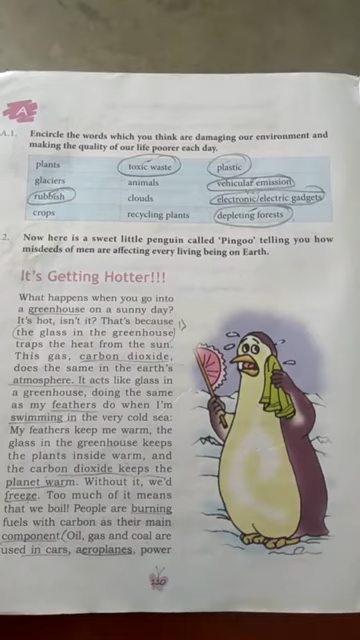 A
A.1. Encircle the words which you think are damaging our environment and
making the quality of our life poorer each day.
plants toxic waste plastic
glaciers animals vehicular emission
rubbish clouds electronic/electric gadgets
crops recycling plants depleting forests
2. Now here is a sweet little penguin called 'Pingoo' telling you how
misdeeds of men are affecting every living being on Earth.
It's Getting Hotter!!!
What happens when you go into
a greenhouse on a sunny day?
It's hot, isn't it? That's because
the glass in the greenhouse
traps the heat from the sun.
This gas, carbon dioxide,
does the same in the earth's
atmosphere. It acts like glass in
a greenhouse, doing the same
as my feathers do when I'm
swimming in the very cold sea:
My feathers keep me warm, the
glass in the greenhouse keeps
the plants inside warm, and
the carbon dioxide keeps the
planet warm. Without it, we'd
freeze. Too much of it means
that we boil! People are burning
fuels with carbon as their main
component. Oil, gas and coal are
used in cars, aeroplanes, power
150